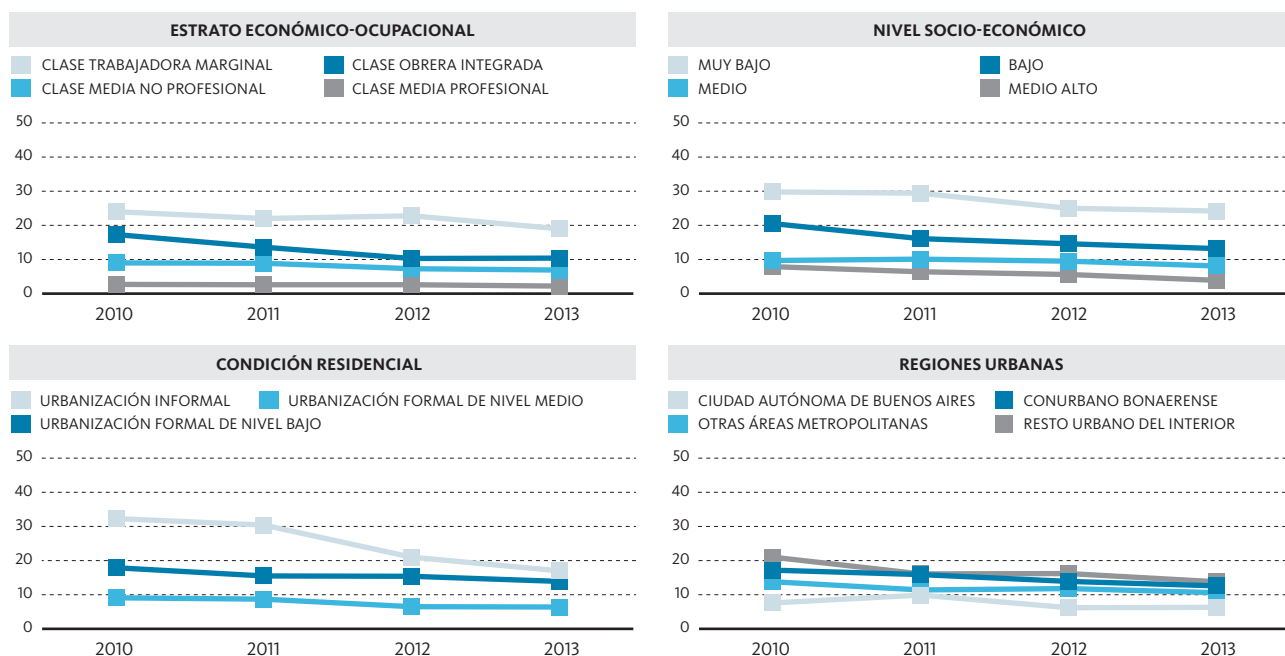 ESTRATO ECONÓMICO-OCUPACIONAL
CLASE TRABAJADORA MARGINAL
CLASE OBRERA INTEGRADA
CLASE MEDIA NO PROFESIONAL
CLASE MEDIA PROFESIONAL
50
40
30
20
10
0
2010 2011 2012 2013
NIVEL SOCIO-ECONÓMICO
MUY BAJO
BAJO
MEDIO
MEDIO ALTO
50
40
30
20
10
0
2010 2011 2012 2013
CONDICIÓN RESIDENCIAL
URBANIZACIÓN INFORMAL
URBANIZACIÓN FORMAL DE NIVEL MEDIO
URBANIZACIÓN FORMAL DE NIVEL BAJO
50
40
30
20
10
0
2010 2011 2012 2013
REGIONES URBANAS
CIUDAD AUTÓNOMA DE BUENOS AIRES
CONURBANO BONAERENSE
OTRAS ÁREAS METROPOLITANAS
RESTO URBANO DEL INTERIOR
50
40
30
20
10
0
2010 2011 2012 2013